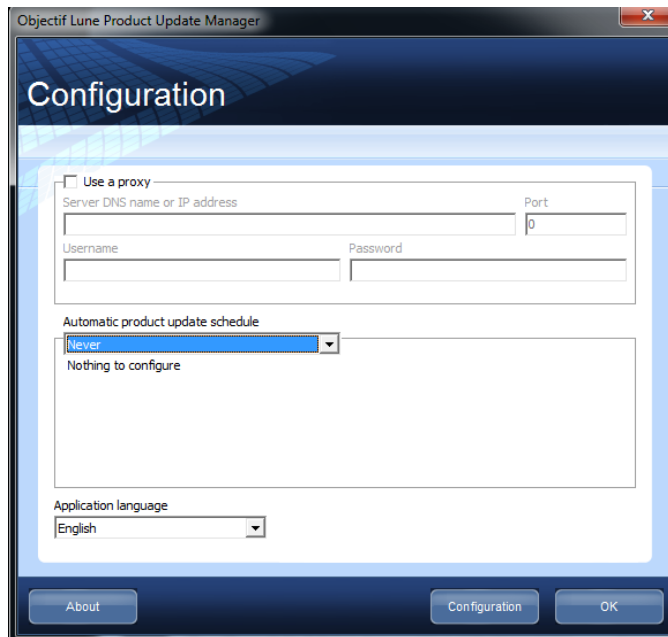 Objectif Lune Product Update Manager
Configuration
Use a proxy
Server DNS name or IP address
Port
0
Username
Password
Automatic product update schedule
Never
Nothing to configure
Application language
English
About
Configuration
OK